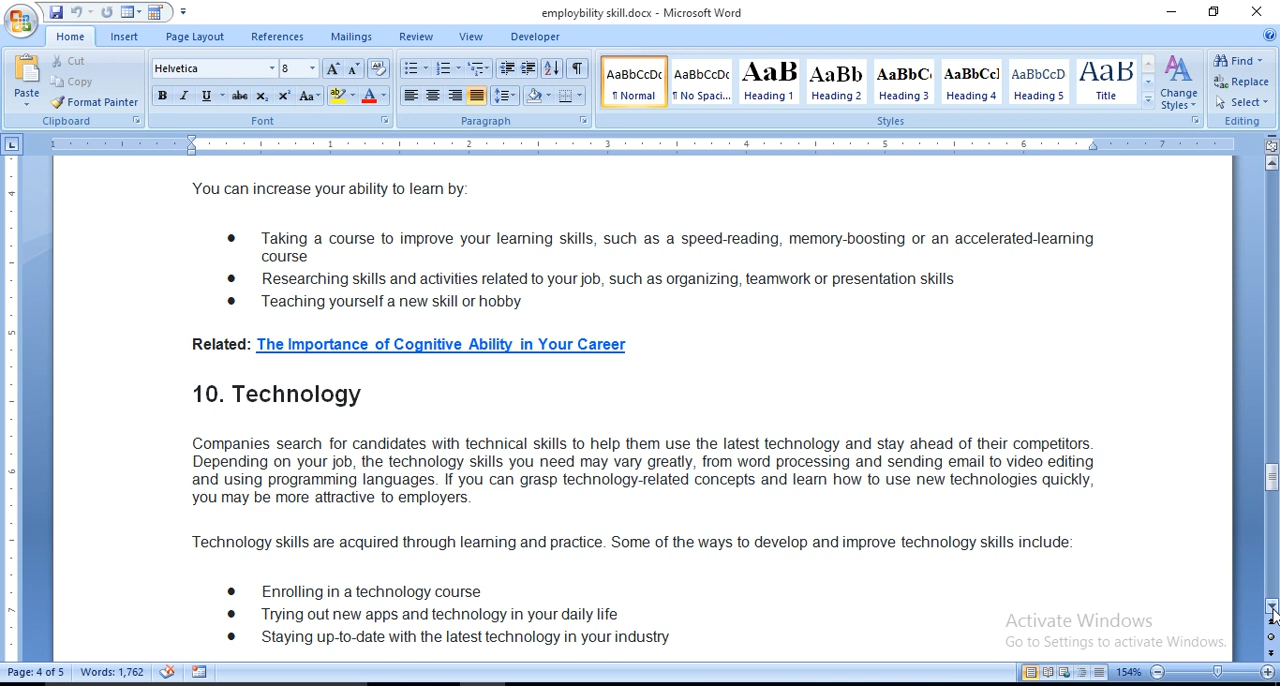 employbility skill.docx - Microsoft Word
Home Insert Page Layout References Mailings Review View Developer
Paste Cut Copy Format Painter Clipboard
Helvetica 8 Font
Paragraph
AaBbCcDc AaBbCcDc AaB AaBb AaBbC AaBbCcl AaBbCcD AaB
¶ Normal ¶ No Spaci... Heading 1 Heading 2 Heading 3 Heading 4 Heading 5 Title
Change Styles Styles
Find Replace Select Editing
You can increase your ability to learn by:
● Taking a course to improve your learning skills, such as a speed-reading, memory-boosting or an accelerated-learning
course
● Researching skills and activities related to your job, such as organizing, teamwork or presentation skills
● Teaching yourself a new skill or hobby
Related: The Importance of Cognitive Ability in Your Career
10. Technology
Companies search for candidates with technical skills to help them use the latest technology and stay ahead of their competitors.
Depending on your job, the technology skills you need may vary greatly, from word processing and sending email to video editing
and using programming languages. If you can grasp technology-related concepts and learn how to use new technologies quickly,
you may be more attractive to employers.
Technology skills are acquired through learning and practice. Some of the ways to develop and improve technology skills include:
● Enrolling in a technology course
● Trying out new apps and technology in your daily life
● Staying up-to-date with the latest technology in your industry
Activate Windows
Go to Settings to activate Windows.
Page: 4 of 5 Words: 1,762 154%